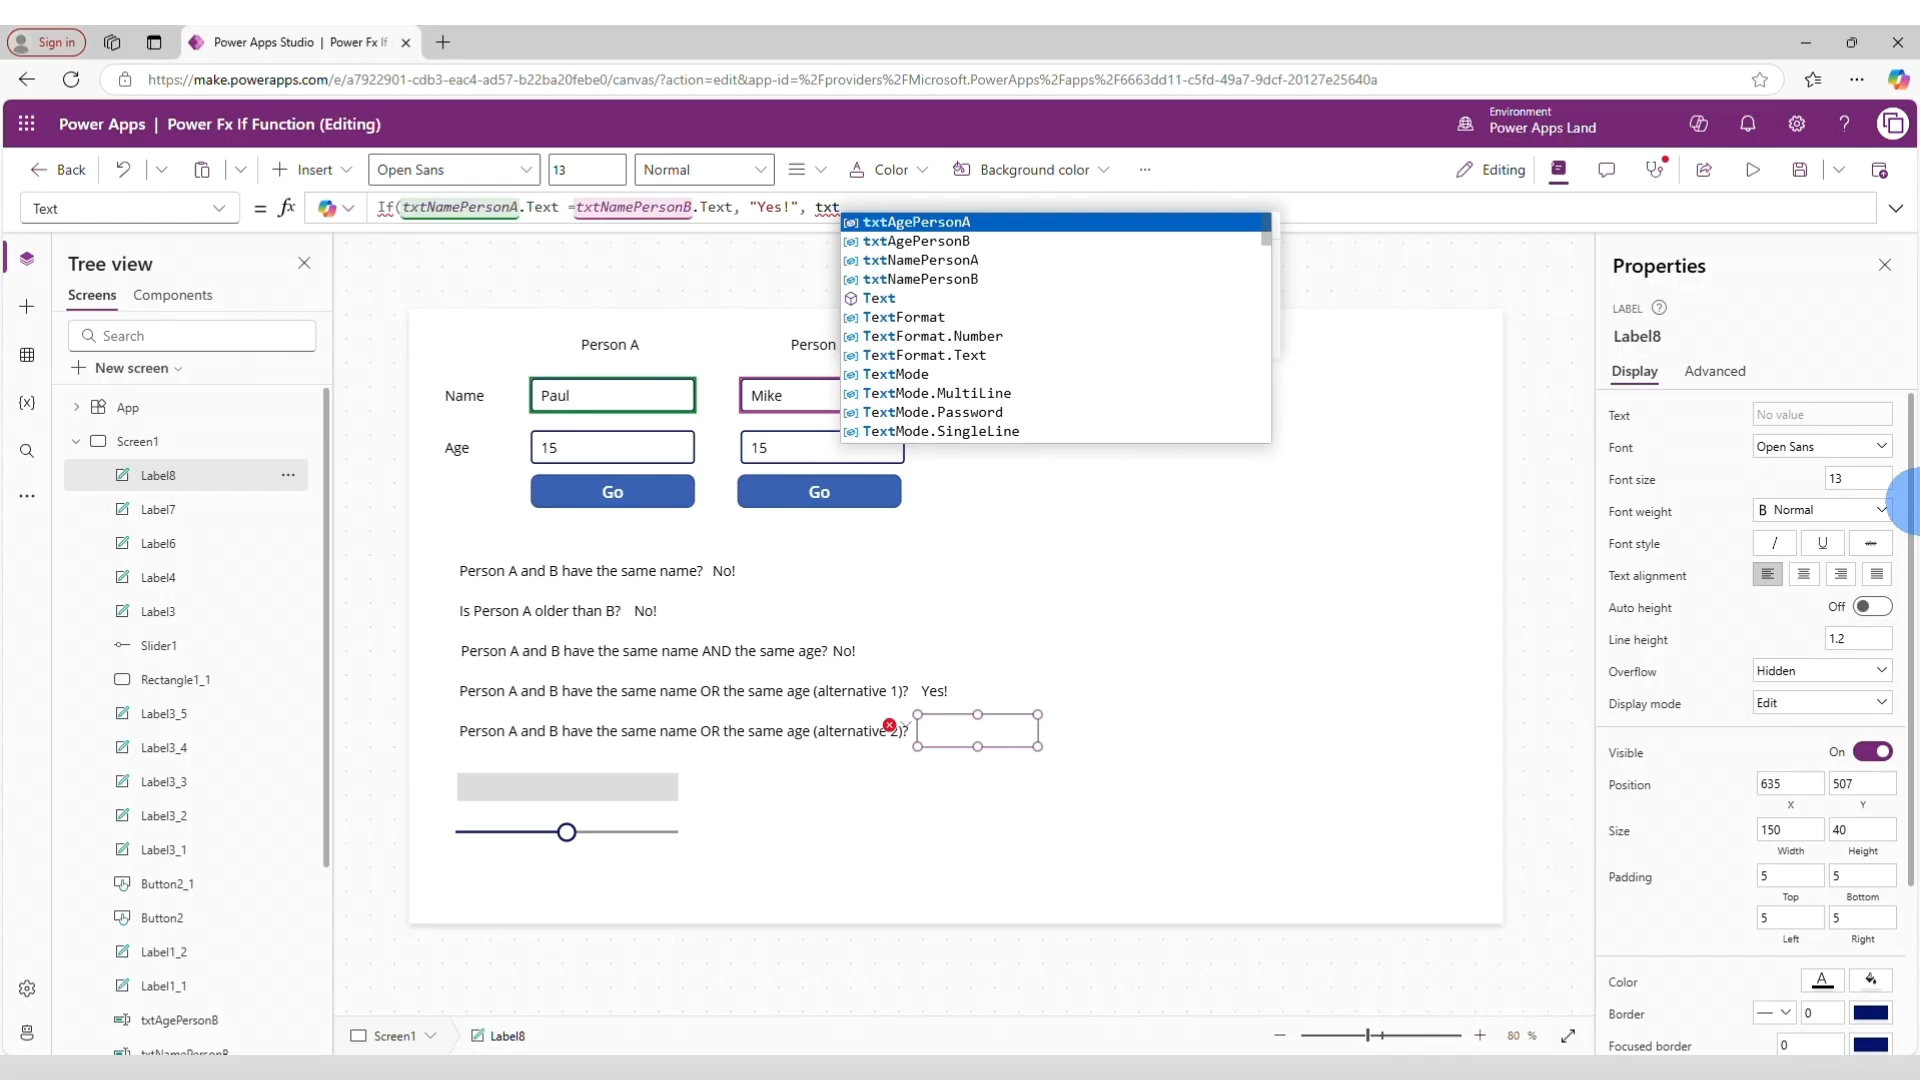 Sign in
Power Apps Studio | Power Fx If
https://make.powerapps.com/e/a7922901-cdb3-eac4-ad57-b22ba20febe0/canvas/?action=edit&app-id=%2Fproviders%2FMicrosoft.PowerApps%2Fapps%2F6663dd11-c5fd-49a7-9dcf-20127e25640a
Power Apps | Power Fx If Function (Editing)
Environment
Power Apps Land
Back
Insert
Open Sans
13
Normal
Color
Background color
Editing
Text
= fx
If(txtNamePersonA.Text =txtNamePersonB.Text, "Yes!", txt
txtAgePersonA
txtAgePersonB
txtNamePersonA
txtNamePersonB
Text
TextFormat
TextFormat.Number
TextFormat.Text
TextMode
TextMode.MultiLine
TextMode.Password
TextMode.SingleLine
Tree view
Screens
Components
Search
New screen
App
Screen1
Label8
Label7
Label6
Label4
Label3
Slider1
Rectangle1_1
Label3_5
Label3_4
Label3_3
Label3_2
Label3_1
Button2_1
Button2
Label1_2
Label1_1
txtAgePersonB
txtNamePersonB
Person A
Person
Name
Paul
Mike
Age
15
15
Go
Go
Person A and B have the same name? No!
Is Person A older than B? No!
Person A and B have the same name AND the same age? No!
Person A and B have the same name OR the same age (alternative 1)? Yes!
Person A and B have the same name OR the same age (alternative 2)?
Screen1
Label8
80 %
Properties
LABEL
Label8
Display
Advanced
Text
No value
Font
Open Sans
Font size
13
Font weight
B Normal
Font style
/
U
abc
Text alignment
Auto height
Off
Line height
1.2
Overflow
Hidden
Display mode
Edit
Visible
On
Position
635
507
X
Y
Size
150
40
Width
Height
Padding
5
5
Top
Bottom
5
5
Left
Right
Color
A
Border
0
Focused border
0